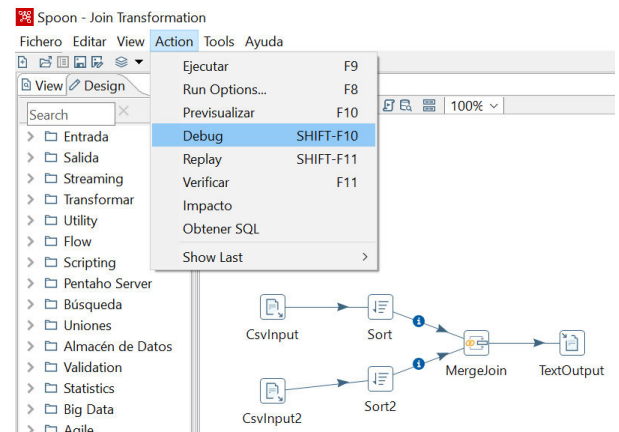 Spoon - Join Transformation
Fichero Editar View Action Tools Ayuda
Ejecutar F9
Run Options... F8
Previsualizar F10
Debug SHIFT-F10
Replay SHIFT-F11
Verificar F11
Impacto
Obtener SQL
Show Last
View Design
100%
Search
Entrada
Salida
Streaming
Transformar
Utility
Flow
Scripting
Pentaho Server
Búsqueda
Uniones
Almacén de Datos
Validation
Statistics
Big Data
Agile
CsvInput
Sort
MergeJoin
TextOutput
CsvInput2
Sort2